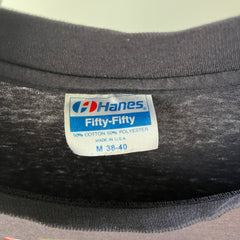 Hanes
Fifty-Fifty
50% COTTON 50% POLYESTER
MADE IN U.S.A.
M 38-40